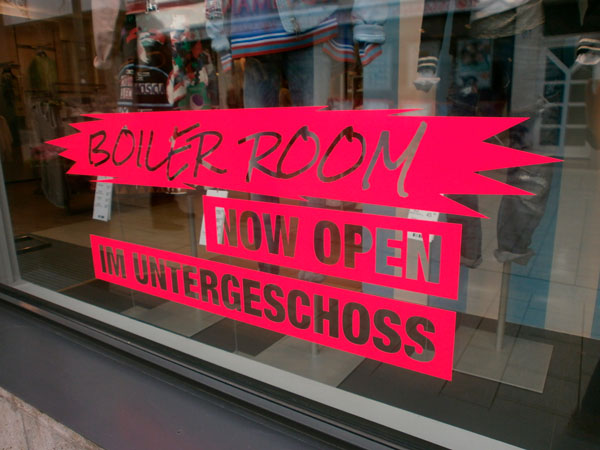 BOILER ROOM
NOW OPEN
IM UNTERGESCHOSS